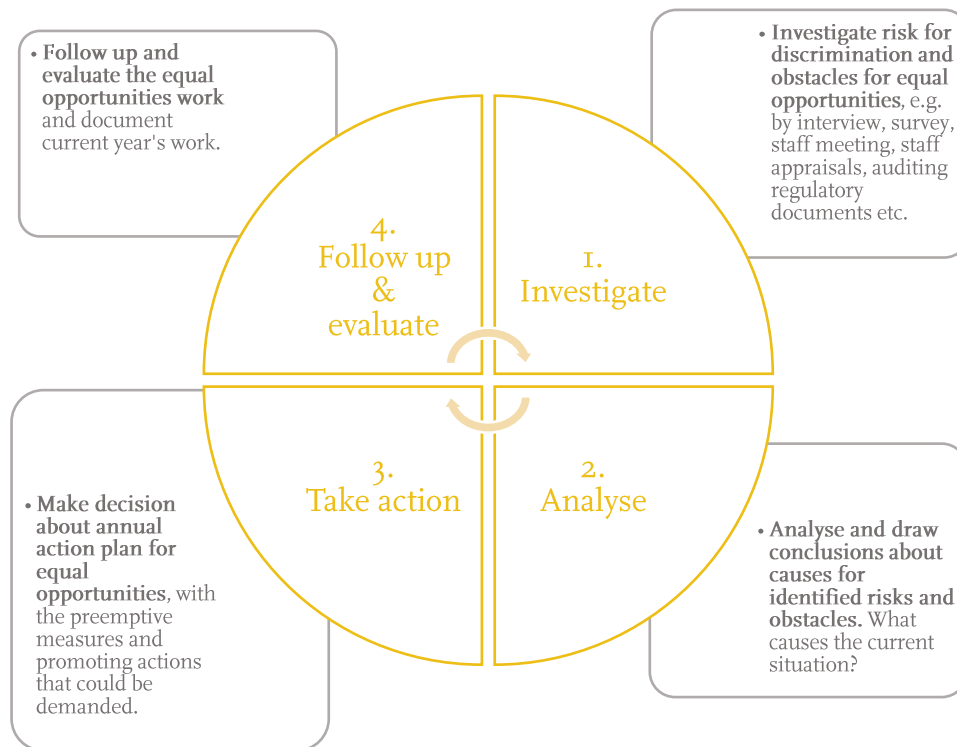 • Follow up and
evaluate the equal
opportunities work
and document
current year's work.
• Investigate risk for
discrimination and
obstacles for equal
opportunities, e.g.
by interview, survey,
staff meeting, staff
appraisals, auditing
regulatory
documents etc.
4.
Follow up
&
evaluate
1.
Investigate
3.
Take action
2.
Analyse
• Make decision
about annual
action plan for
equal
opportunities, with
the preemptive
measures and
promoting actions
that could be
demanded.
• Analyse and draw
conclusions about
causes for
identified risks and
obstacles. What
causes the current
situation?